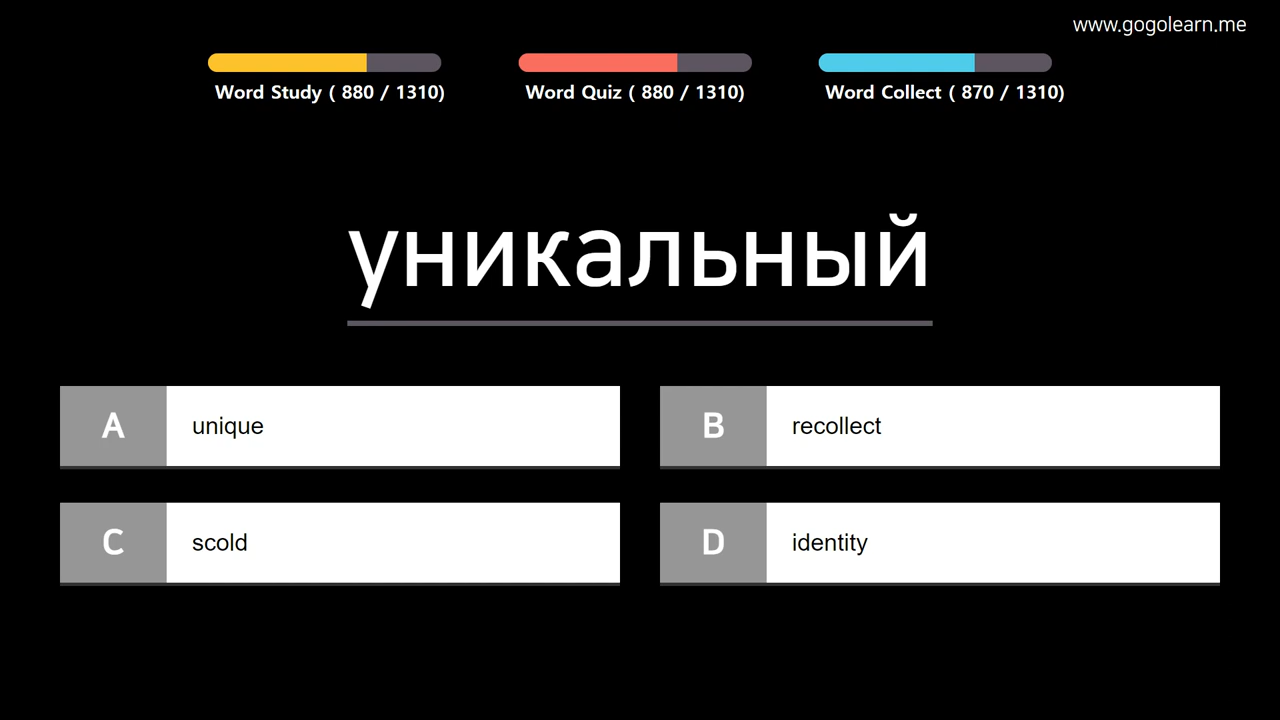 www.gogolearn.me
Word Study ( 880 / 1310)
Word Quiz ( 880 / 1310)
Word Collect ( 870 / 1310)
уникальный
A unique
B recollect
C scold
D identity